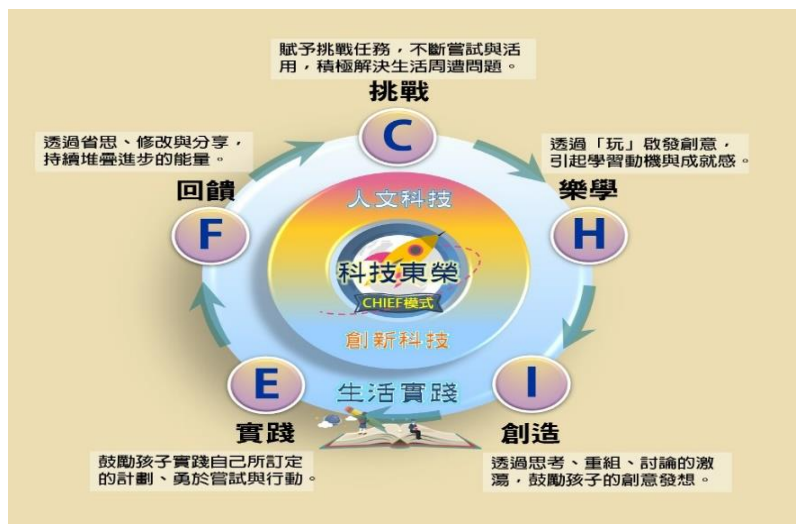 賦予挑戰任務，不斷嘗試與活
用，積極解決生活周遭問題。
挑戰
C
透過「玩」啟發創意，
引起學習動機與成就感。
樂學
H
創造
I
透過思考、重組、討論的激
盪，鼓勵孩子的創意發想。
實踐
E
鼓勵孩子實踐自己所訂定
的計劃、勇於嘗試與行動。
透過省思、修改與分享，
持續堆疊進步的能量。
回饋
F
人文科技
科技東榮
CHIEF模式
創新科技
生活實踐